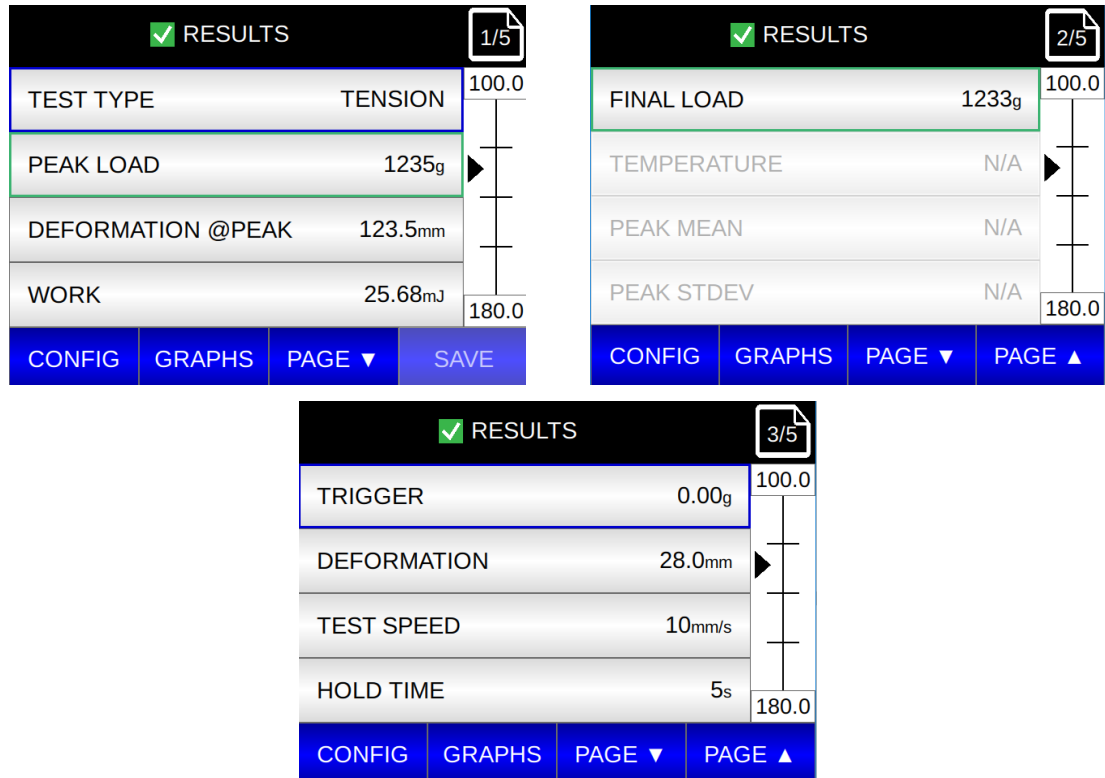 ✅ RESULTS 1/5
TEST TYPE TENSION
100.0
PEAK LOAD 1235g
DEFORMATION @PEAK 123.5mm
WORK 25.68mJ
180.0
CONFIG GRAPHS PAGE ▼ SAVE
✅ RESULTS 2/5
FINAL LOAD 1233g
100.0
TEMPERATURE N/A
PEAK MEAN N/A
PEAK STDEV N/A
180.0
CONFIG GRAPHS PAGE ▼ PAGE ▲
✅ RESULTS 3/5
TRIGGER 0.00g
100.0
DEFORMATION 28.0mm
TEST SPEED 10mm/s
HOLD TIME 5s
180.0
CONFIG GRAPHS PAGE ▼ PAGE ▲